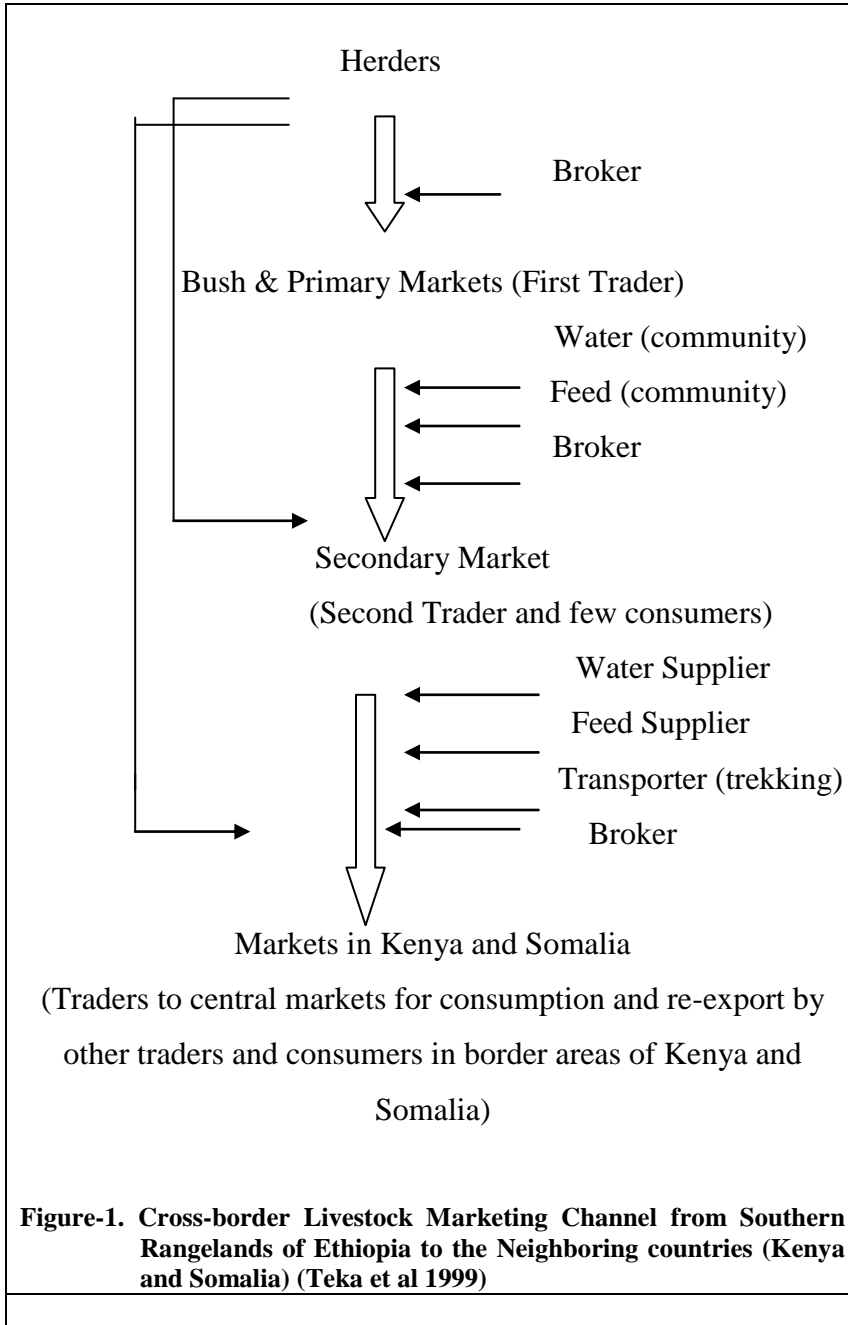 Herders
Broker
Bush & Primary Markets (First Trader)
Water (community)
Feed (community)
Broker
Secondary Market
(Second Trader and few consumers)
Water Supplier
Feed Supplier
Transporter (trekking)
Broker
Markets in Kenya and Somalia
(Traders to central markets for consumption and re-export by
other traders and consumers in border areas of Kenya and
Somalia)
Figure-1. Cross-border Livestock Marketing Channel from Southern
Rangelands of Ethiopia to the Neighboring countries (Kenya
and Somalia) (Teka et al 1999)